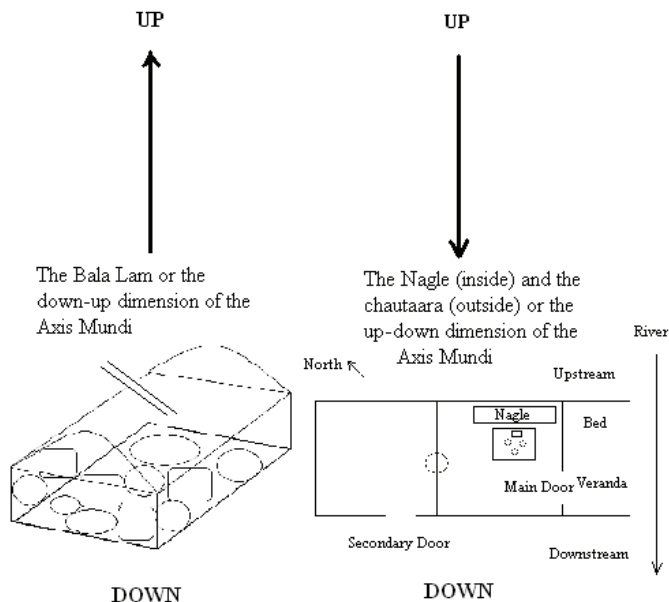 UP
UP
The Bala Lam or the
down-up dimension of the
Axis Mundi
The Nagle (inside) and the
chautaara (outside) or the
up-down dimension of the
Axis Mundi
River
North
Upstream
Nagle
Bed
Main Door
Veranda
Secondary Door
Downstream
DOWN
DOWN